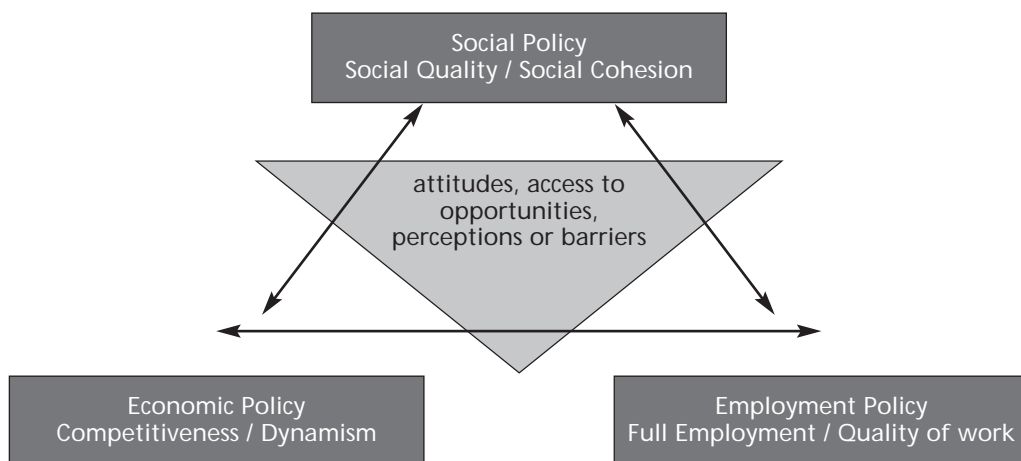 Social Policy
Social Quality / Social Cohesion
attitudes, access to
opportunities,
perceptions or barriers
Economic Policy
Competitiveness / Dynamism
Employment Policy
Full Employment / Quality of work